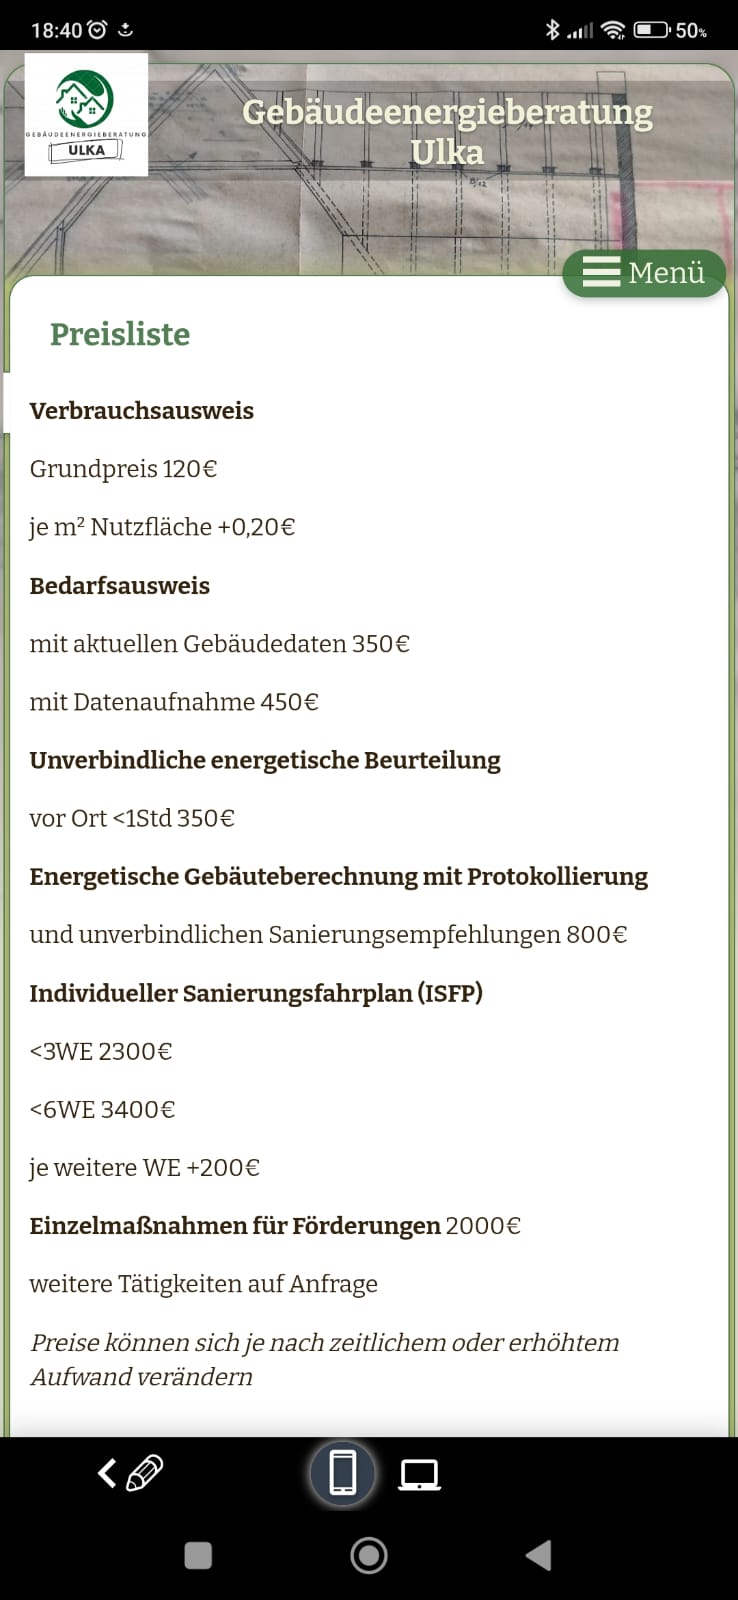 18:40
50%
GEBÄUDEENERGIEBERATUNG
ULKA
Gebäudeenergieberatung
Ulka
8/12
Menü
Preisliste
Verbrauchsausweis
Grundpreis 120€
je m² Nutzfläche +0,20€
Bedarfsausweis
mit aktuellen Gebäudedaten 350€
mit Datenaufnahme 450€
Unverbindliche energetische Beurteilung
vor Ort <1Std 350€
Energetische Gebäuteberechnung mit Protokollierung
und unverbindlichen Sanierungsempfehlungen 800€
Individueller Sanierungsfahrplan (ISFP)
<3WE 2300€
<6WE 3400€
je weitere WE +200€
Einzelmaßnahmen für Förderungen 2000€
weitere Tätigkeiten auf Anfrage
Preise können sich je nach zeitlichem oder erhöhtem
Aufwand verändern